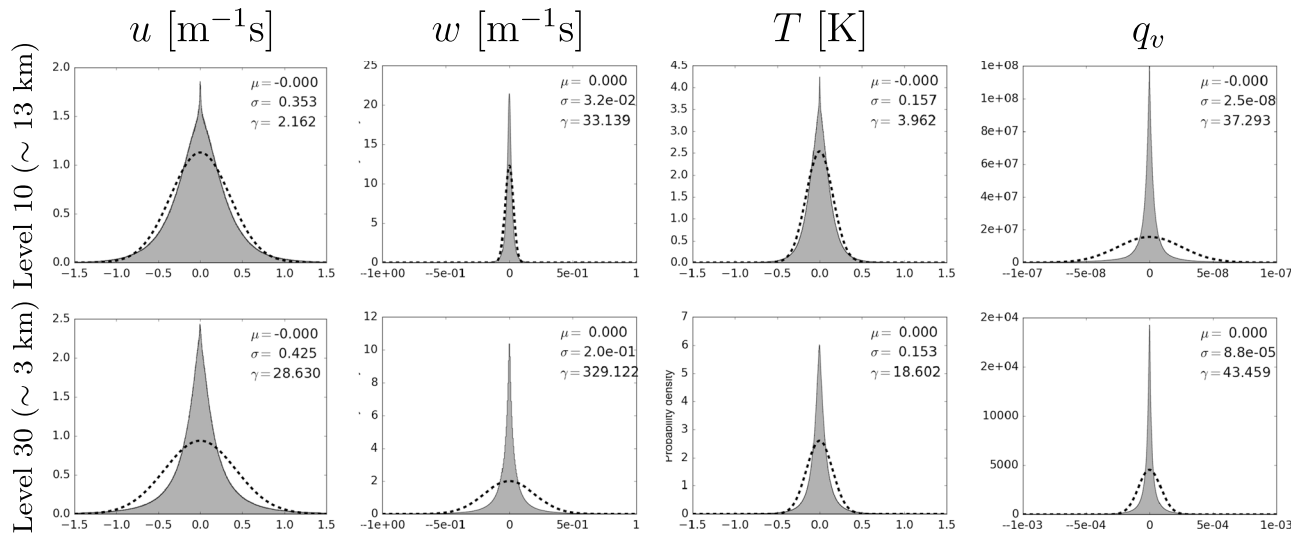 u [m⁻¹s]
w [m⁻¹s]
T [K]
q_v
Level 10 (∼ 13 km)
2.0
1.5
1.0
0.5
0.0
−1.5 −1.0 −0.5 0.0 0.5 1.0 1.5
μ = -0.000
σ = 0.353
γ = 2.162
25
20
15
10
5
0
-1e+00 -5e-01 0 5e-01 1
μ = 0.000
σ = 3.2e-02
γ = 33.139
4.5
4.0
3.5
3.0
2.5
2.0
1.5
1.0
0.5
0.0
−1.5 −1.0 −0.5 0.0 0.5 1.0 1.5
μ = -0.000
σ = 0.157
γ = 3.962
1e+08
1e+08
8e+07
6e+07
4e+07
2e+07
0
--1e-07 --5e-08 0 5e-08 1e-07
μ = -0.000
σ = 2.5e-08
γ = 37.293
Level 30 (∼ 3 km)
2.5
2.0
1.5
1.0
0.5
0.0
−1.5 −1.0 −0.5 0.0 0.5 1.0 1.5
μ = -0.000
σ = 0.425
γ = 28.630
12
10
8
6
4
2
0
-1e+00 -5e-01 0 5e-01 1
μ = 0.000
σ = 2.0e-01
γ = 329.122
Probability density
7
6
5
4
3
2
1
0
−1.5 −1.0 −0.5 0.0 0.5 1.0 1.5
μ = 0.000
σ = 0.153
γ = 18.602
2e+04
2e+04
10000
5000
0
--1e-03 --5e-04 0 5e-04 1e-03
μ = 0.000
σ = 8.8e-05
γ = 43.459